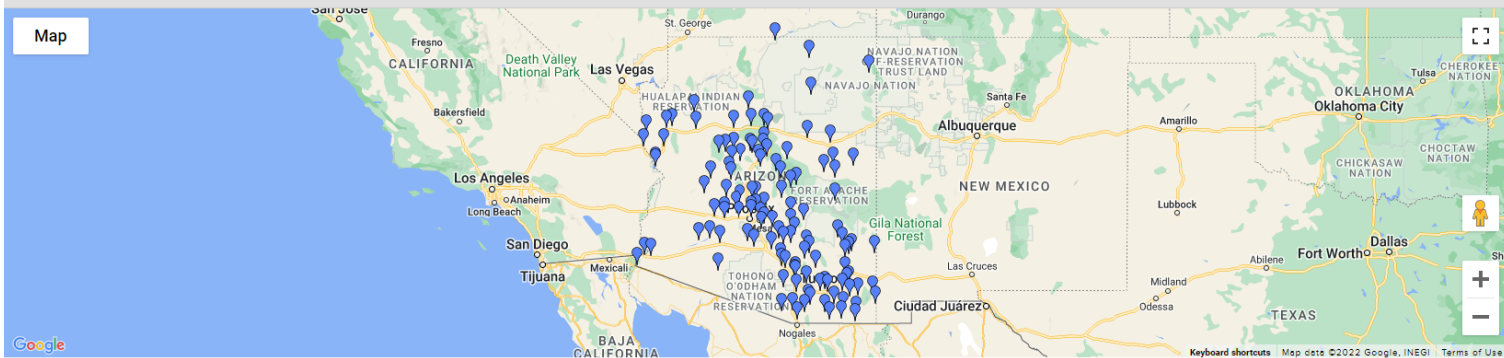 San Jose
Map
Fresno
CALIFORNIA
Death Valley
National Park
Las Vegas
St. George
Durango
NAVAJO NATION
F-RESERVATION
TRUST LAND
NAVAJO NATION
HUALAPAI INDIAN
RESERVATION
Bakersfield
Santa Fe
Albuquerque
Amarillo
Tulsa
CHEROKEE
NATION
OKLAHOMA
Oklahoma City
CHOCTAW
NATION
CHICKASAW
NATION
Los Angeles
Anaheim
Long Beach
ARIZON
FORT APACHE
RESERVATION
NEW MEXICO
Lubbock
Mesa
Gila National
Forest
San Diego
Tijuana
Mexicali
TOHONO
O'ODHAM
NATION
RESERVATION
Las Cruces
Ciudad Juárez
Abilene
Fort Worth
Dallas
Midland
Odessa
TEXAS
Nogales
BAJA
CALIFORNIA
Google
Keyboard shortcuts
Map data ©2022 Google, INEGI
Terms of Use